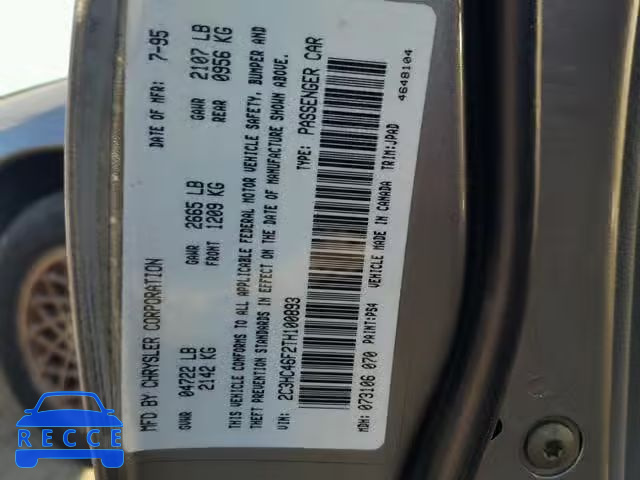 MFD BY CHRYSLER CORPORATION DATE OF MFR: 7-95
GVWR 04722 LB GAWR 2665 LB GAWR 2107 LB
2142 KG FRONT 1209 KG REAR 0956 KG
THIS VEHICLE CONFORMS TO ALL APPLICABLE FEDERAL MOTOR VEHICLE SAFETY, BUMPER AND
THEFT PREVENTION STANDARDS IN EFFECT ON THE DATE OF MANUFACTURE SHOWN ABOVE.
VIN: 2C3HC46F2TH100893 TYPE: PASSENGER CAR
MDH: 073106 070 PAINT:PS4 VEHICLE MADE IN CANADA TRIM:JPAD
4648104
RECCE